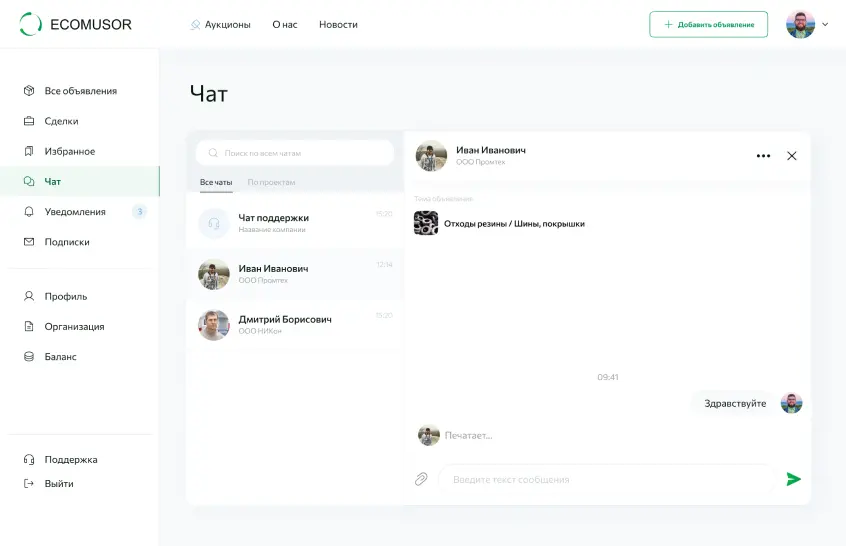 ECOMUSOR
Аукционы
О нас
Новости
Добавить объявление
Все объявления
Сделки
Избранное
Чат
Уведомления
3
Подписки
Профиль
Организация
Баланс
Поддержка
Выйти
Чат
Поиск по всем чатам
Все чаты
По проектам
Чат поддержки
15:20
Название компании
Иван Иванович
12:14
ООО Промтек
Дмитрий Борисович
15:20
ООО НИКон
Иван Иванович
ООО Промтек
Тема объявления:
Отходы резины / Шины, покрышки
09:41
Здравствуйте
Печатает...
Введите текст сообщения